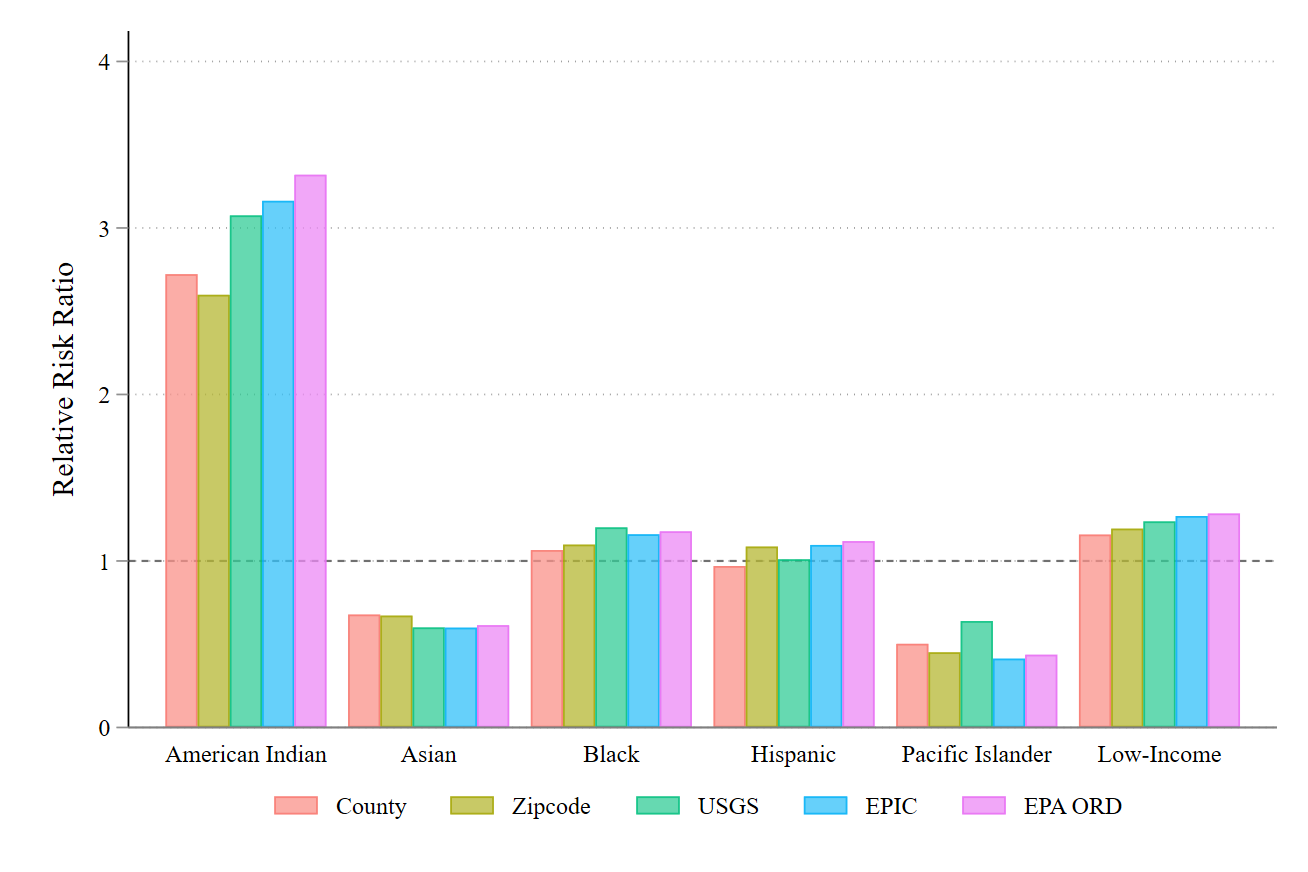 4
3
2
1
0
Relative Risk Ratio
American Indian Asian Black Hispanic Pacific Islander Low-Income
County Zipcode USGS EPIC EPA ORD